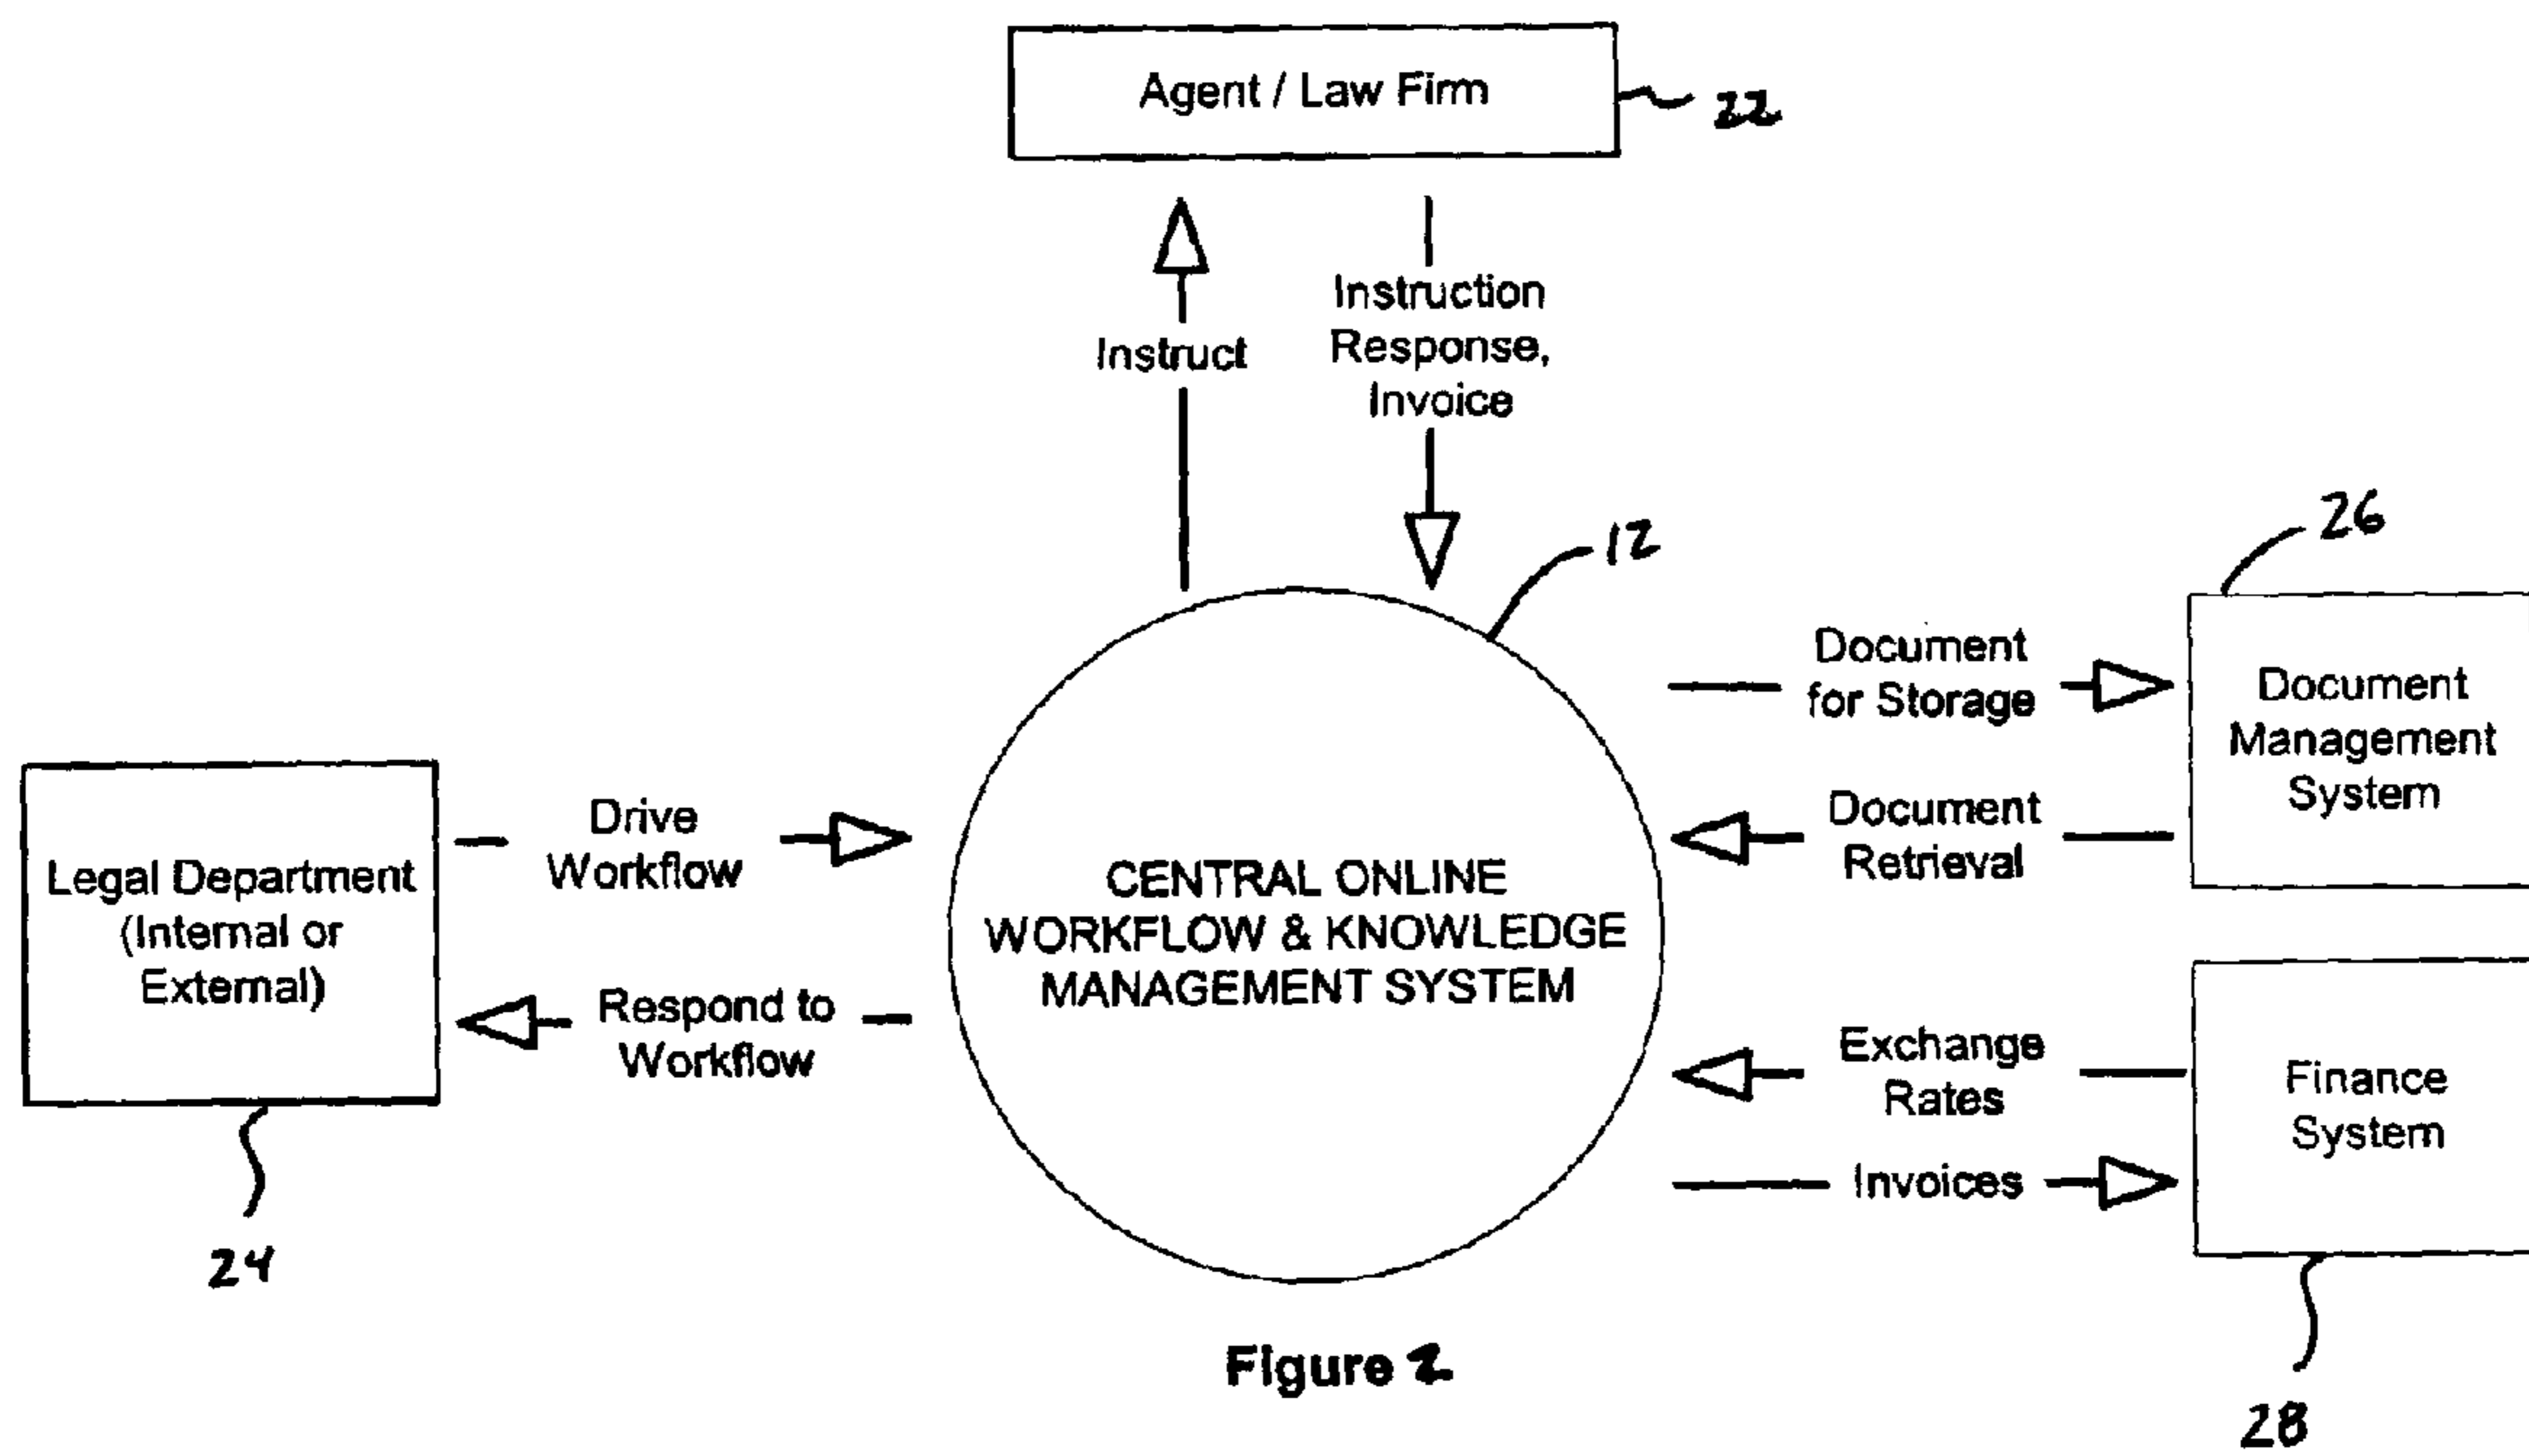 Agent / Law Firm
22
Instruct
Instruction
Response,
Invoice
12
26
Document
for Storage
Document
Management
System
Document
Retrieval
Drive
Workflow
Legal Department
(Internal or
External)
Respond to
Workflow
24
CENTRAL ONLINE
WORKFLOW & KNOWLEDGE
MANAGEMENT SYSTEM
Exchange
Rates
Invoices
Finance
System
28
Figure 2